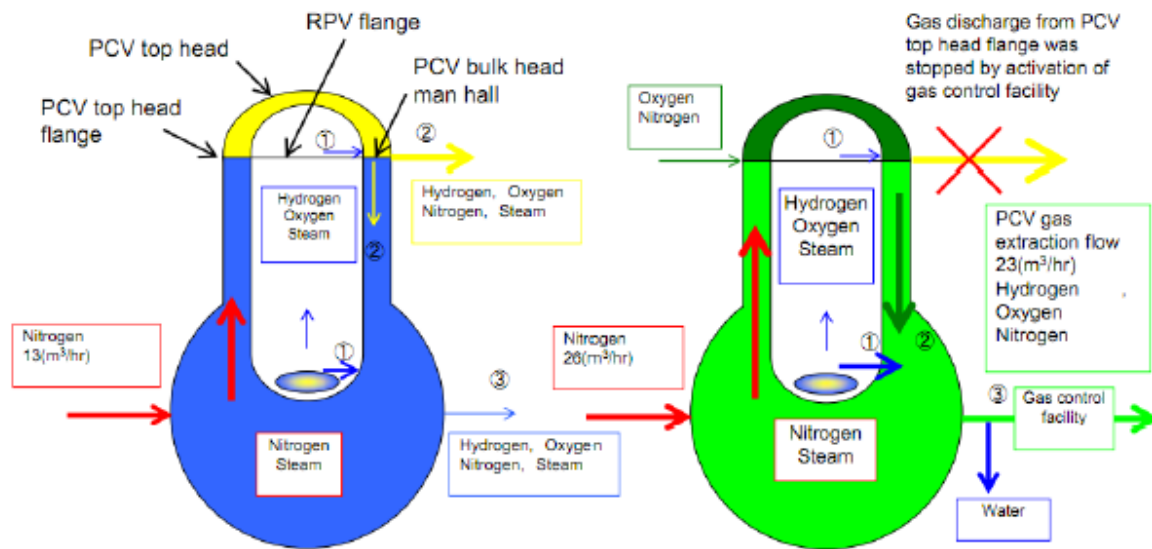 RPV flange
PCV top head
PCV bulk head
man hall
PCV top head
flange
①
②
Hydrogen
Oxygen
Steam
Hydrogen, Oxygen
Nitrogen, Steam
②
Nitrogen
13(m³/hr)
①
③
Nitrogen
Steam
Hydrogen, Oxygen
Nitrogen, Steam
Gas discharge from PCV
top head flange was
stopped by activation of
gas control facility
Oxygen
Nitrogen
①
Hydrogen
Oxygen
Steam
PCV gas
extraction flow
23(m³/hr)
Hydrogen ,
Oxygen
Nitrogen
Nitrogen
26(m³/hr)
①
②
③
Gas control
facility
Nitrogen
Steam
Water